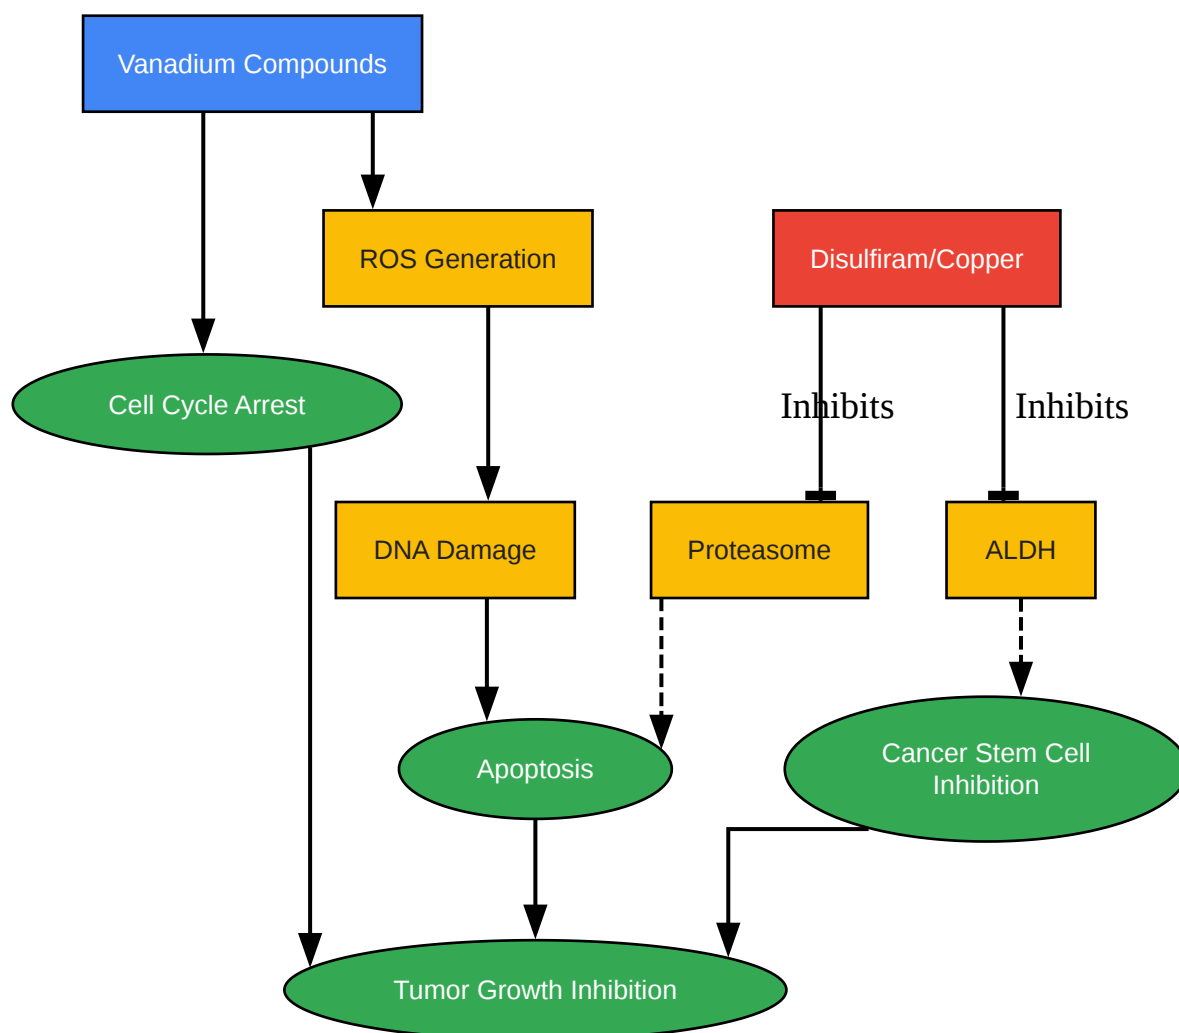 Vanadium Compounds
ROS Generation
Disulfiram/Copper
Cell Cycle Arrest
Inhibits
Inhibits
DNA Damage
Proteasome
ALDH
Apoptosis
Cancer Stem Cell
Inhibition
Tumor Growth Inhibition